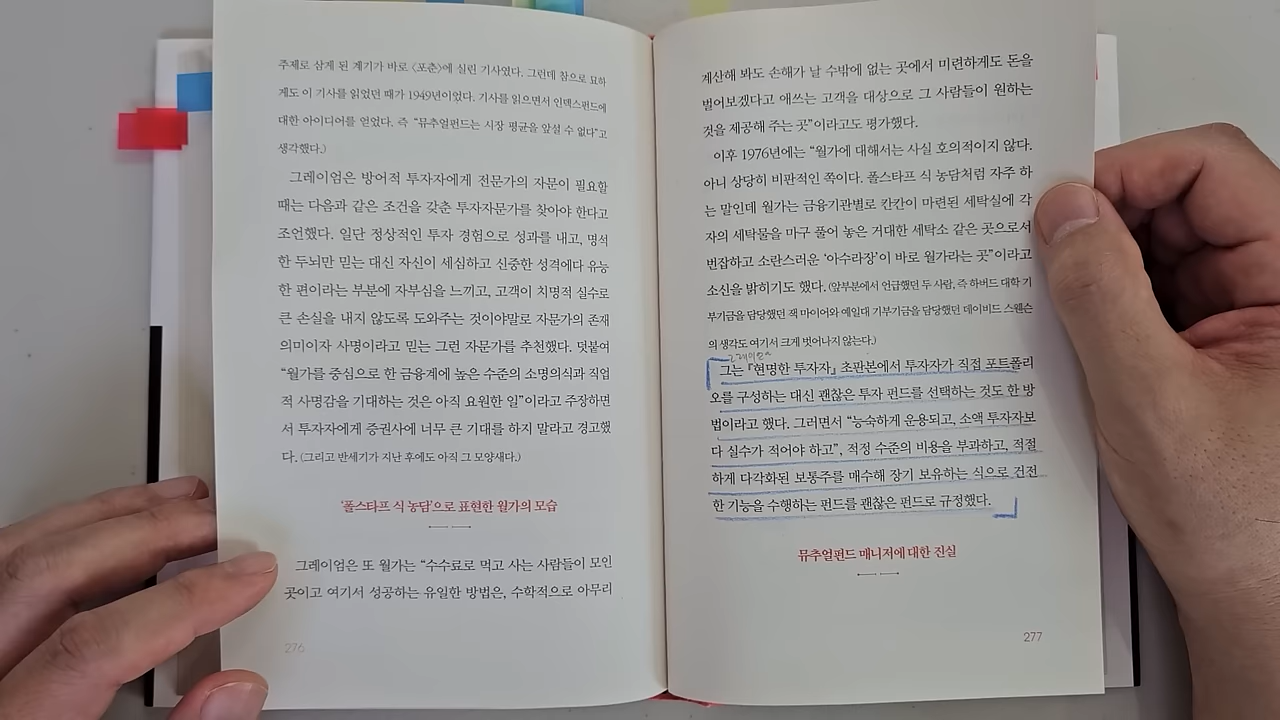 주제로 삼게 된 계기가 바로 〈포춘〉에 실린 기사였다. 그런데 참으로 묘하
게도 이 기사를 읽었던 때가 1949년이었다. 기사를 읽으면서 인덱스펀드에
대한 아이디어를 얻었다. 즉 “뮤추얼펀드는 시장 평균을 앞설 수 없다”고
생각했다.)
그레이엄은 방어적 투자자에게 전문가의 자문이 필요할
때는 다음과 같은 조건을 갖춘 투자자문가를 찾아야 한다고
조언했다. 일단 정상적인 투자 경험으로 성과를 내고, 명석
한 두뇌만 믿는 대신 자신이 세심하고 신중한 성격에다 유능
한 편이라는 부분에 자부심을 느끼고, 고객이 치명적 실수로
큰 손실을 내지 않도록 도와주는 것이야말로 자문가의 존재
의미이자 사명이라고 믿는 그런 자문가를 추천했다. 덧붙여
“월가를 중심으로 한 금융계에 높은 수준의 소명의식과 직업
적 사명감을 기대하는 것은 아직 요원한 일”이라고 주장하면
서 투자자에게 증권사에 너무 큰 기대를 하지 말라고 경고했
다. (그리고 반세기가 지난 후에도 아직 그 모양새다.)
‘폴스타프 식 농담’으로 표현한 월가의 모습
그레이엄은 또 월가는 “수수료로 먹고 사는 사람들이 모인
곳이고 여기서 성공하는 유일한 방법은, 수학적으로 아무리
276
계산해 봐도 손해가 날 수밖에 없는 곳에서 미련하게도 돈을
벌어보겠다고 애쓰는 고객을 대상으로 그 사람들이 원하는
것을 제공해 주는 곳”이라고도 평가했다.
이후 1976년에는 “월가에 대해서는 사실 호의적이지 않다.
아니 상당히 비판적인 쪽이다. 폴스타프 식 농담처럼 자주 하
는 말인데 월가는 금융기관별로 칸칸이 마련된 세탁실에 각
자의 세탁물을 마구 풀어 놓은 거대한 세탁소 같은 곳으로서
번잡하고 소란스러운 ‘아수라장’이 바로 월가라는 곳”이라고
소신을 밝히기도 했다. (앞부분에서 언급했던 두 사람, 즉 하버드 대학 기
부기금을 담당했던 잭 마이어와 예일대 기부기금을 담당했던 데이비드 스웬슨
의 생각도 여기서 크게 벗어나지 않는다.)
그레이엄
그는 『현명한 투자자』 초판본에서 투자자가 직접 포트폴리
오를 구성하는 대신 괜찮은 투자 펀드를 선택하는 것도 한 방
법이라고 했다. 그러면서 “능숙하게 운용되고, 소액 투자자보
다 실수가 적어야 하고”, 적정 수준의 비용을 부과하고, 적절
하게 다각화된 보통주를 매수해 장기 보유하는 식으로 건전
한 기능을 수행하는 펀드를 괜찮은 펀드로 규정했다.
뮤추얼펀드 매니저에 대한 진실
277